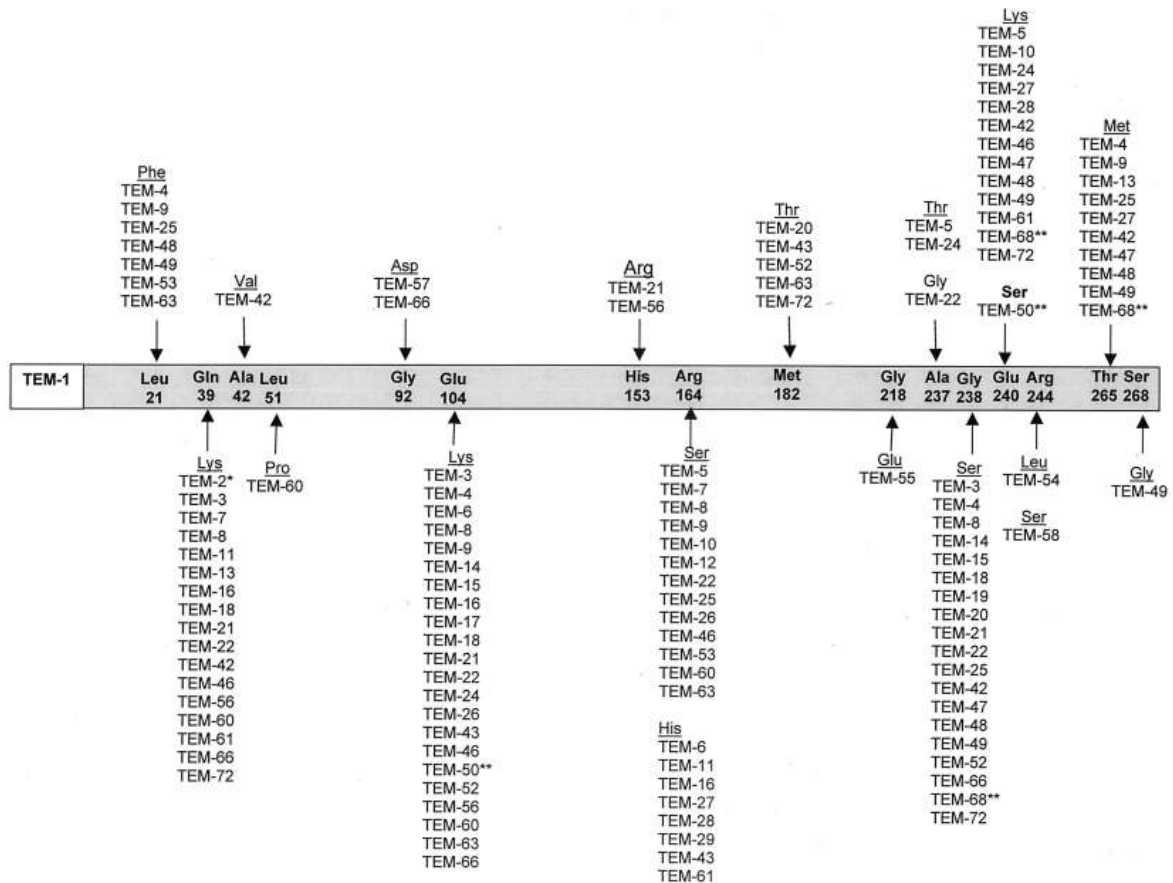 Phe
TEM-4
TEM-9
TEM-25
TEM-48
TEM-49
TEM-53
TEM-63
Val
TEM-42
Asp
TEM-57
TEM-66
Arg
TEM-21
TEM-56
Thr
TEM-20
TEM-43
TEM-52
TEM-63
TEM-72
Thr
TEM-5
TEM-24
Gly
TEM-22
Lys
TEM-5
TEM-10
TEM-24
TEM-27
TEM-28
TEM-42
TEM-46
TEM-47
TEM-48
TEM-49
TEM-61
TEM-68**
TEM-72
Ser
TEM-50**
Met
TEM-4
TEM-9
TEM-13
TEM-25
TEM-27
TEM-42
TEM-47
TEM-48
TEM-49
TEM-68**
TEM-1
Leu Gln Ala Leu Gly Glu His Arg Met Gly Ala Gly Glu Arg Thr Ser
21 39 42 51 92 104 153 164 182 218 237 238 240 244 265 268
Lys
TEM-2*
TEM-3
TEM-7
TEM-8
TEM-11
TEM-13
TEM-16
TEM-18
TEM-21
TEM-22
TEM-42
TEM-46
TEM-56
TEM-60
TEM-61
TEM-66
TEM-72
Pro
TEM-60
Lys
TEM-3
TEM-4
TEM-6
TEM-8
TEM-9
TEM-14
TEM-15
TEM-16
TEM-17
TEM-18
TEM-21
TEM-22
TEM-24
TEM-26
TEM-43
TEM-46
TEM-50**
TEM-52
TEM-56
TEM-60
TEM-63
TEM-66
Ser
TEM-5
TEM-7
TEM-8
TEM-9
TEM-10
TEM-12
TEM-22
TEM-25
TEM-26
TEM-46
TEM-53
TEM-60
TEM-63
His
TEM-6
TEM-11
TEM-16
TEM-27
TEM-28
TEM-29
TEM-43
TEM-61
Glu
TEM-55
Ser
TEM-3
TEM-4
TEM-8
TEM-14
TEM-15
TEM-18
TEM-19
TEM-20
TEM-21
TEM-22
TEM-25
TEM-42
TEM-47
TEM-48
TEM-49
TEM-52
TEM-66
TEM-68**
TEM-72
Leu
TEM-54
Ser
TEM-58
Gly
TEM-49